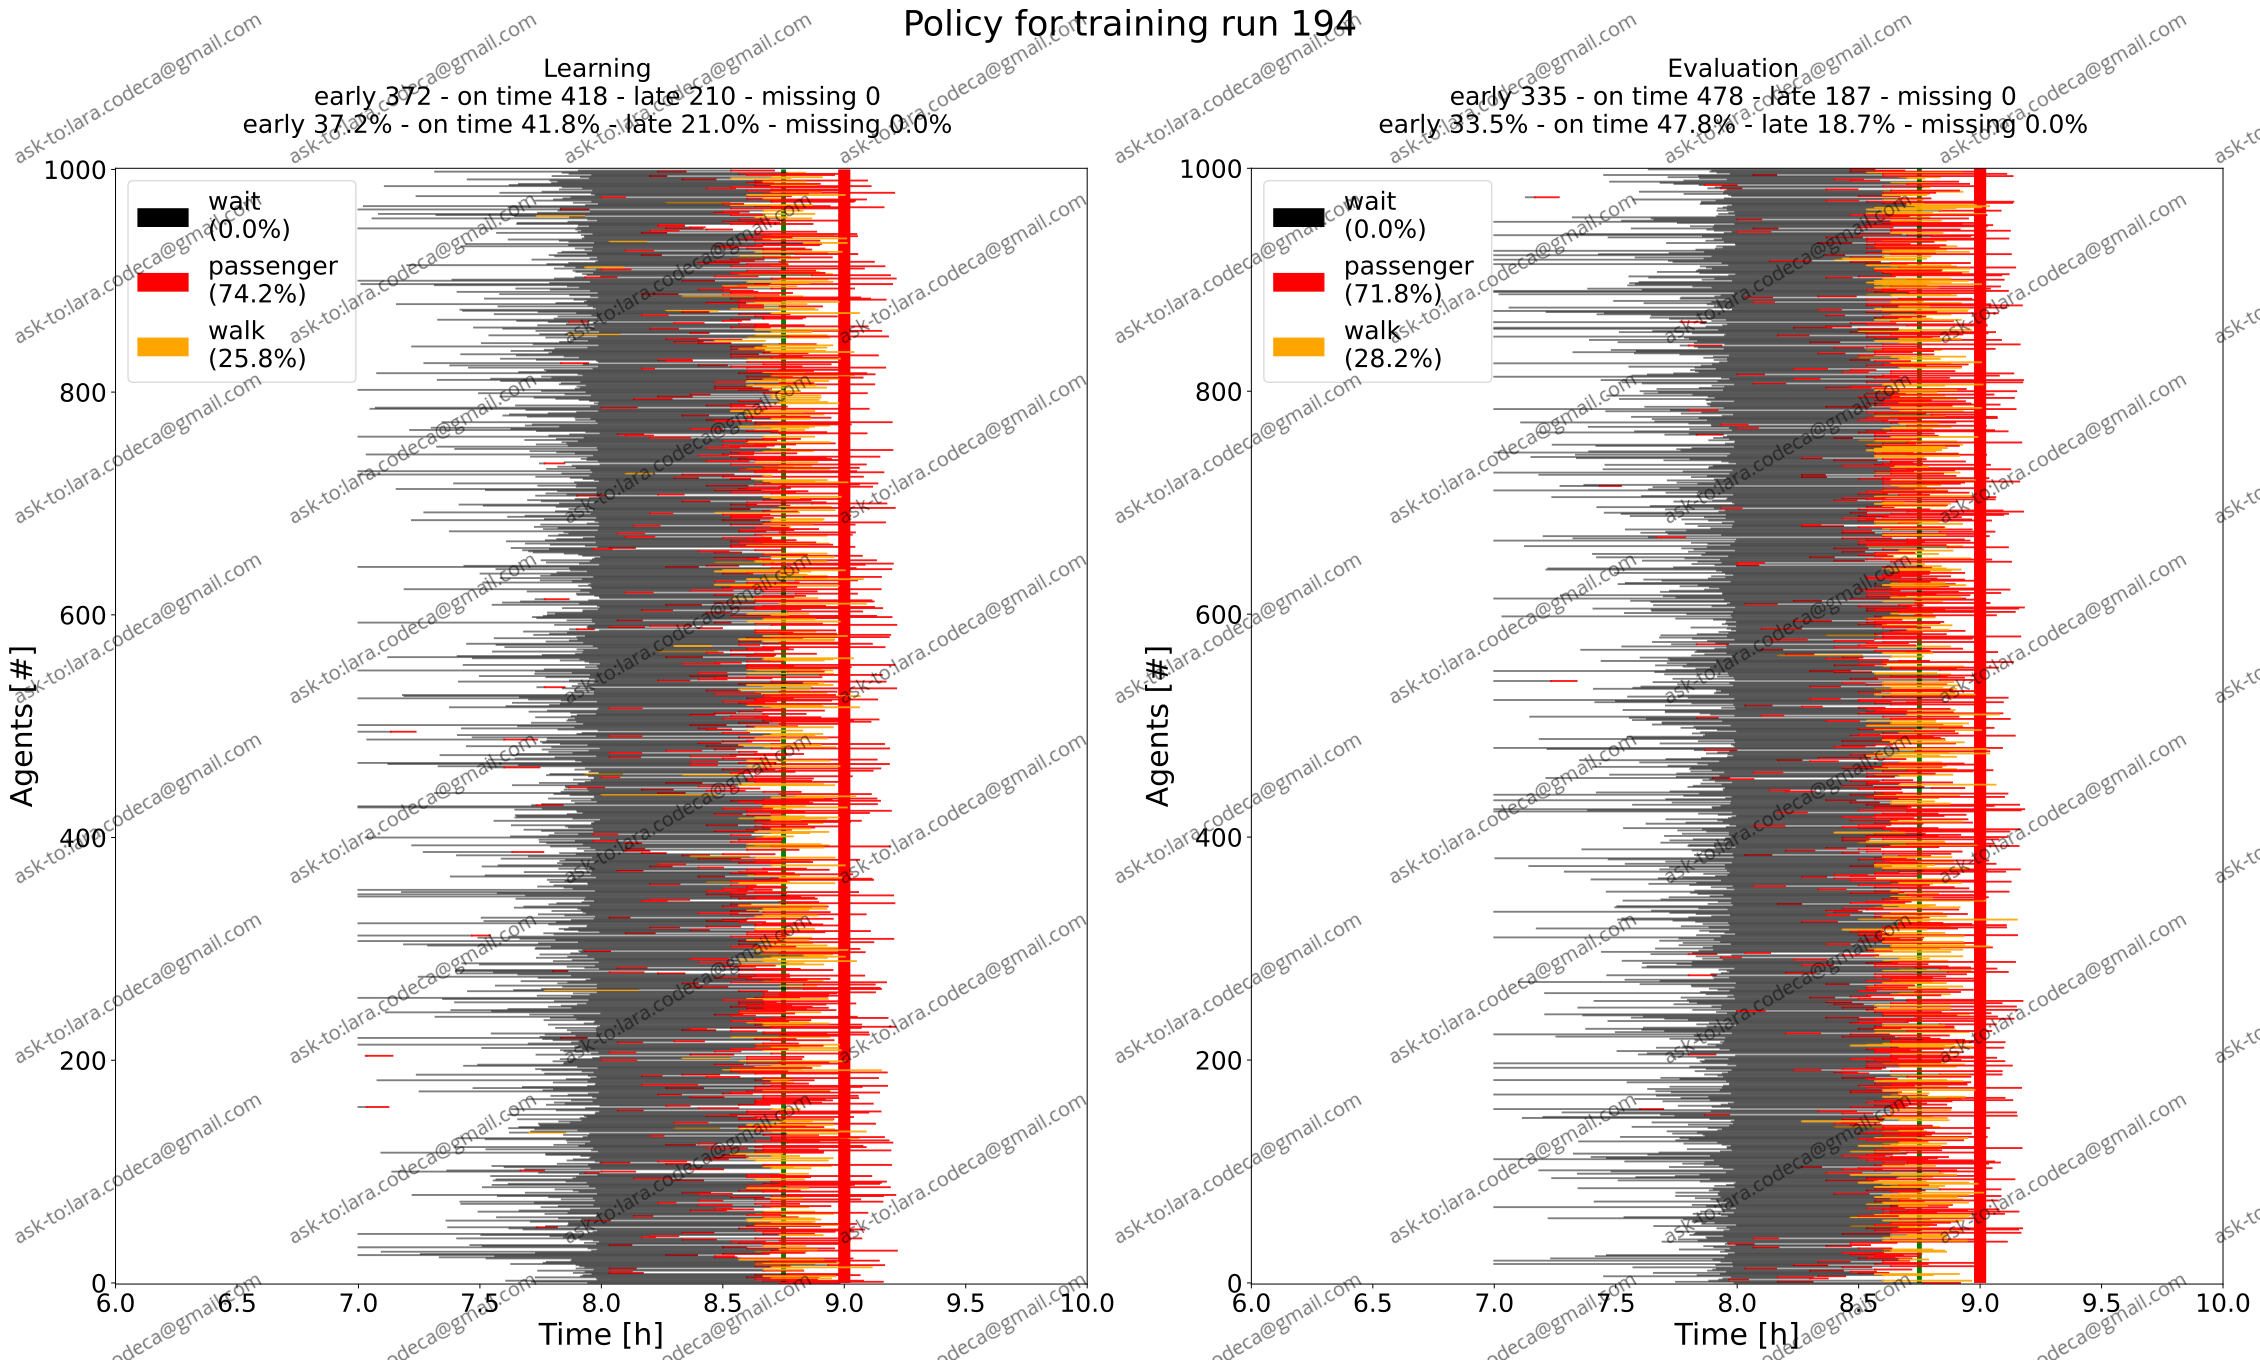 Policy for training run 194
Learning
early 372 - on time 418 - late 210 - missing 0
early 37.2% - on time 41.8% - late 21.0% - missing 0.0%
1000
800
600
400
200
0
Agents [#]
wait
(0.0%)
passenger
(74.2%)
walk
(25.8%)
6.0 6.5 7.0 7.5 8.0 8.5 9.0 9.5 10.0
Time [h]
Evaluation
early 335 - on time 478 - late 187 - missing 0
early 33.5% - on time 47.8% - late 18.7% - missing 0.0%
1000
800
600
400
200
0
Agents [#]
wait
(0.0%)
passenger
(71.8%)
walk
(28.2%)
6.0 6.5 7.0 7.5 8.0 8.5 9.0 9.5 10.0
Time [h]
ask-to:lara.codeca@gmail.com